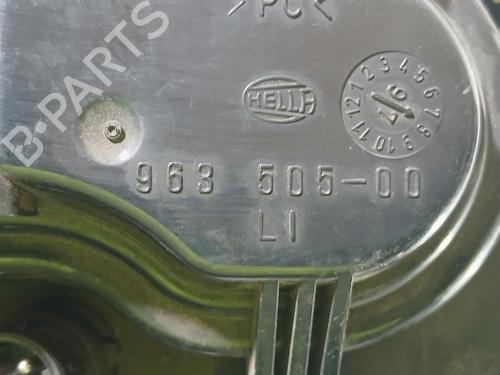 >PC<
HELLA
1 2 3 4 5 6 7 8 9 10 11 12
963 505-00
LI
B-PARTS